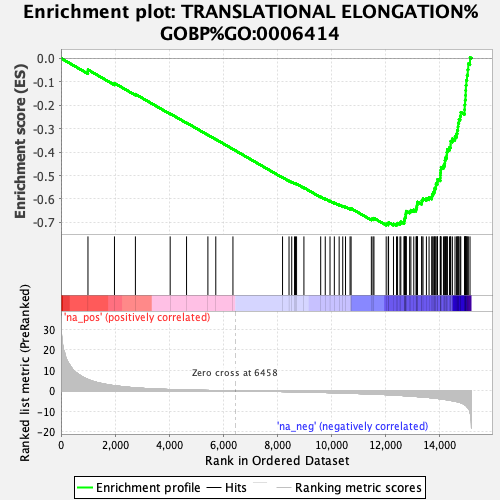 Enrichment plot: TRANSLATIONAL ELONGATION%
GOBP%GO:0006414
Enrichment score (ES)
0.0
-0.1
-0.2
-0.3
-0.4
-0.5
-0.6
-0.7
'na_pos' (positively correlated)
Ranked list metric (PreRanked)
30
20
10
0
-10
-20
Zero cross at 6458
'na_neg' (negatively correlated)
0
2,000
4,000
6,000
8,000
10,000
12,000
14,000
Rank in Ordered Dataset
Enrichment profile
Hits
Ranking metric scores